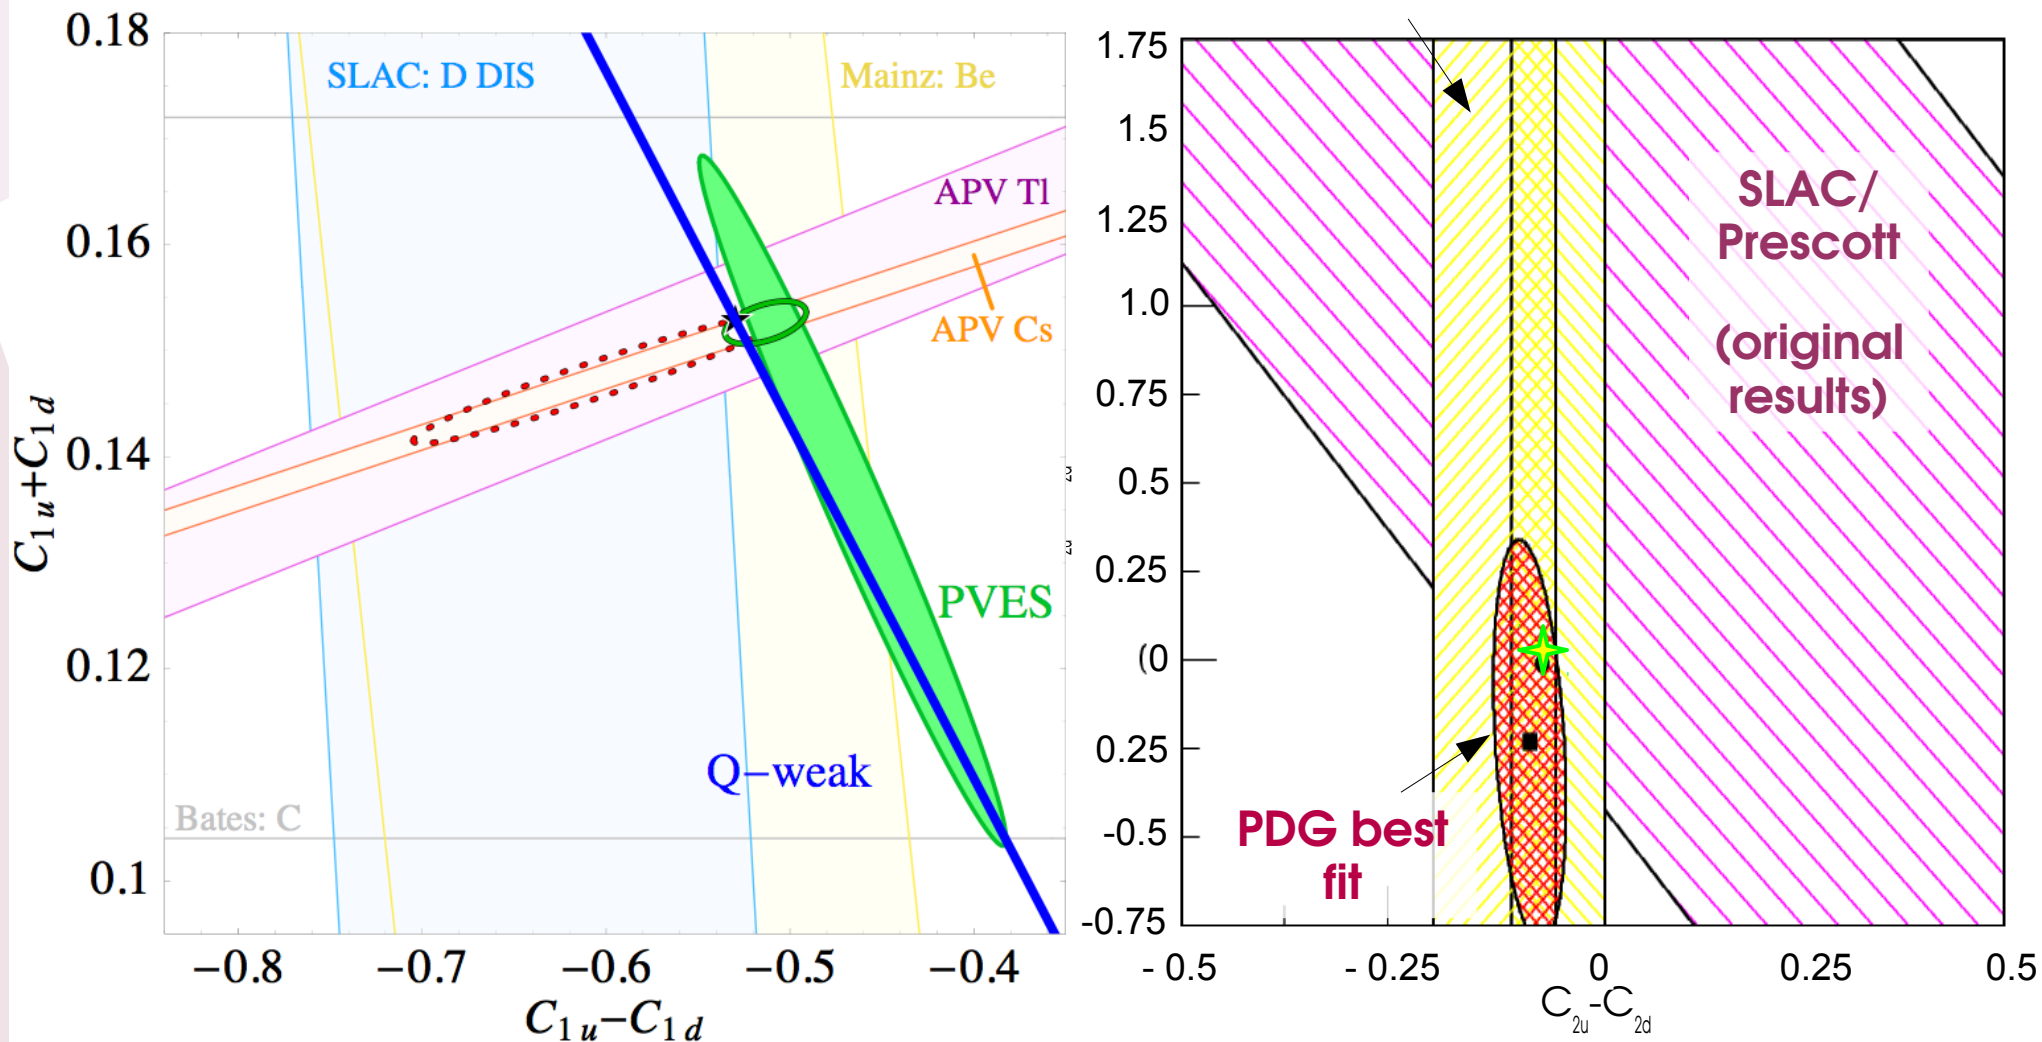 0.18
0.16
0.14
0.12
0.1
C1u+C1d
SLAC: D DIS
Mainz: Be
APV Tl
APV Cs
PVES
Q−weak
Bates: C
−0.8
−0.7
−0.6
−0.5
−0.4
C1u−C1d
1.75
1.5
1.25
1.0
0.75
0.5
0.25
(0
0.25
-0.5
-0.75
SLAC/
Prescott
(original
results)
PDG best
fit
- 0.5
- 0.25
0
0.25
0.5
C2u-C2d